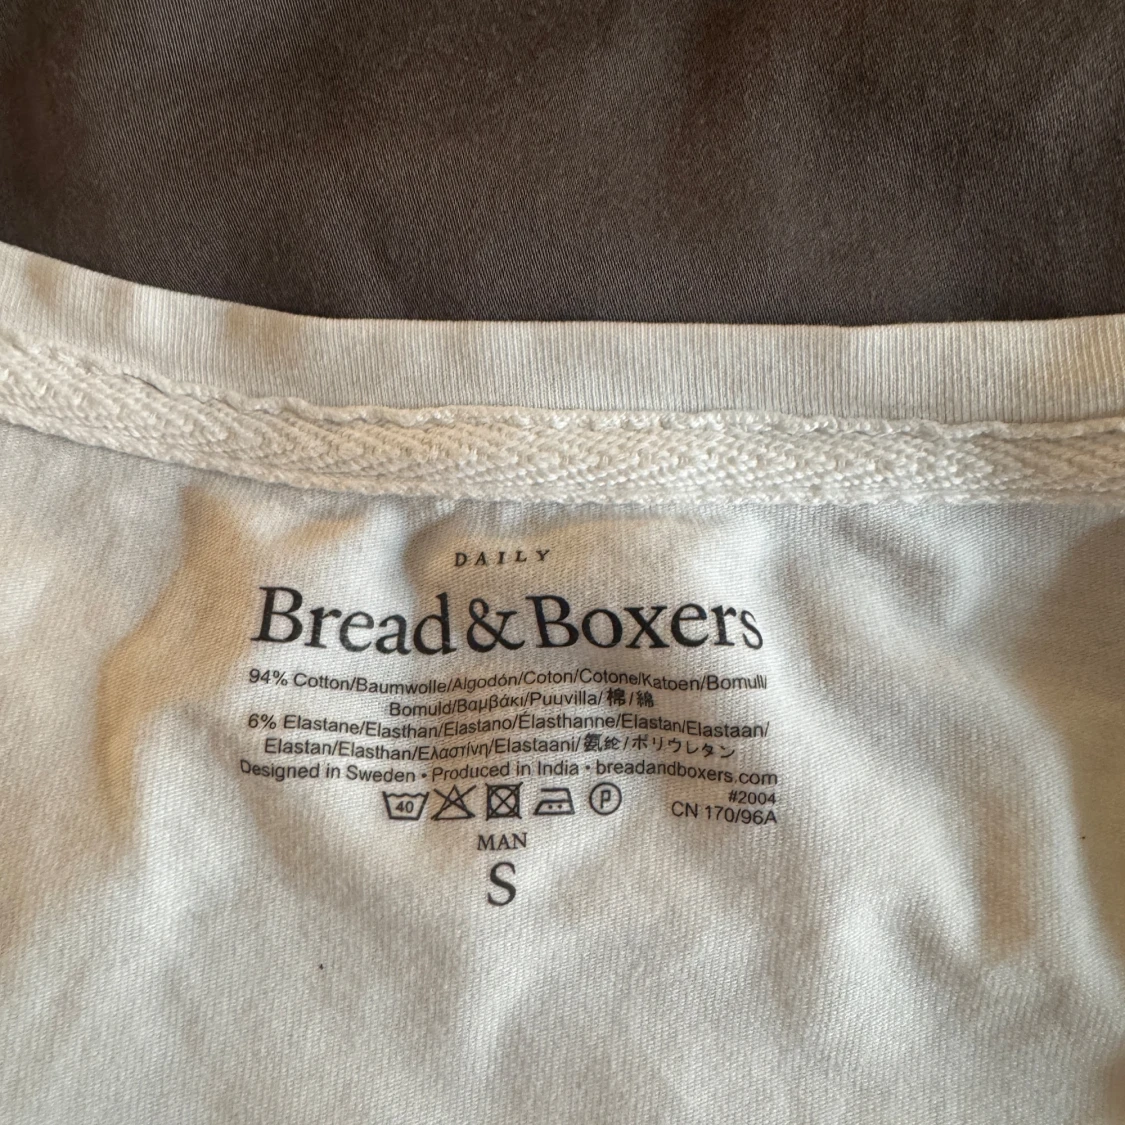 DAILY
Bread & Boxers
94% Cotton/Baumwolle/Algodón/Coton/Cotone/Katoen/Bomull/
Bomuld/Βαμβάκι/Puuvilla/棉/綿
6% Elastane/Elasthan/Elastano/Élasthanne/Elastan/Elastaan/
Elastan/Elasthan/Ελαστίνη/Elastaani/氨纶/ポリウレタン
Designed in Sweden • Produced in India • breadandboxers.com
40 P #2004
CN 170/96A
MAN
S